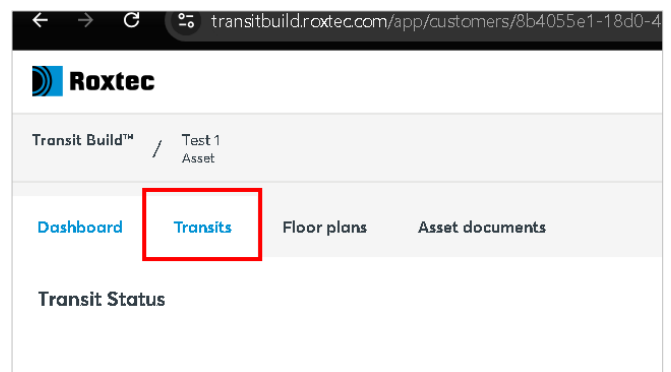 transitbuild.roxtec.com/app/customers/8b4055e1-18d0-4
Roxtec
Transit Build™ / Test 1
Asset
Dashboard Transits Floor plans Asset documents
Transit Status